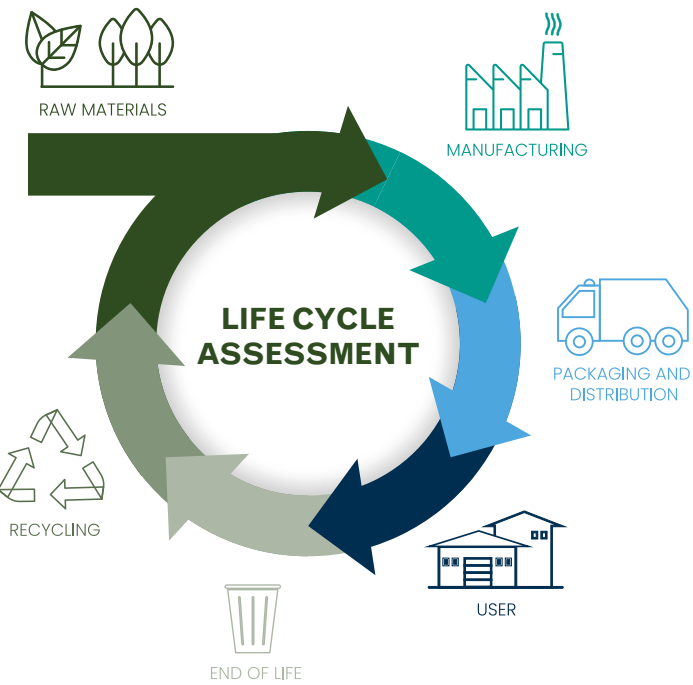 RAW MATERIALS
MANUFACTURING
LIFE CYCLE
ASSESSMENT
PACKAGING AND
DISTRIBUTION
RECYCLING
USER
END OF LIFE